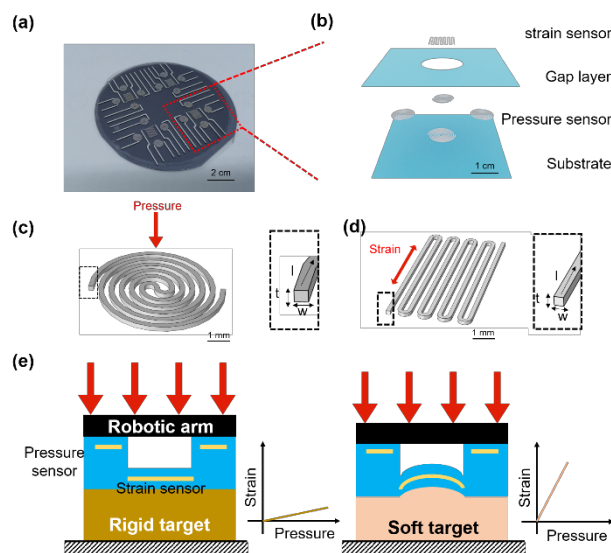 (a)
2 cm
(b)
strain sensor
Gap layer
Pressure sensor
Substrate
1 cm
(c)
Pressure
l
t
w
1 mm
(d)
Strain
l
t
w
1 mm
(e)
Robotic arm
Pressure
sensor
Strain sensor
Rigid target
Strain
Pressure
Soft target
Strain
Pressure